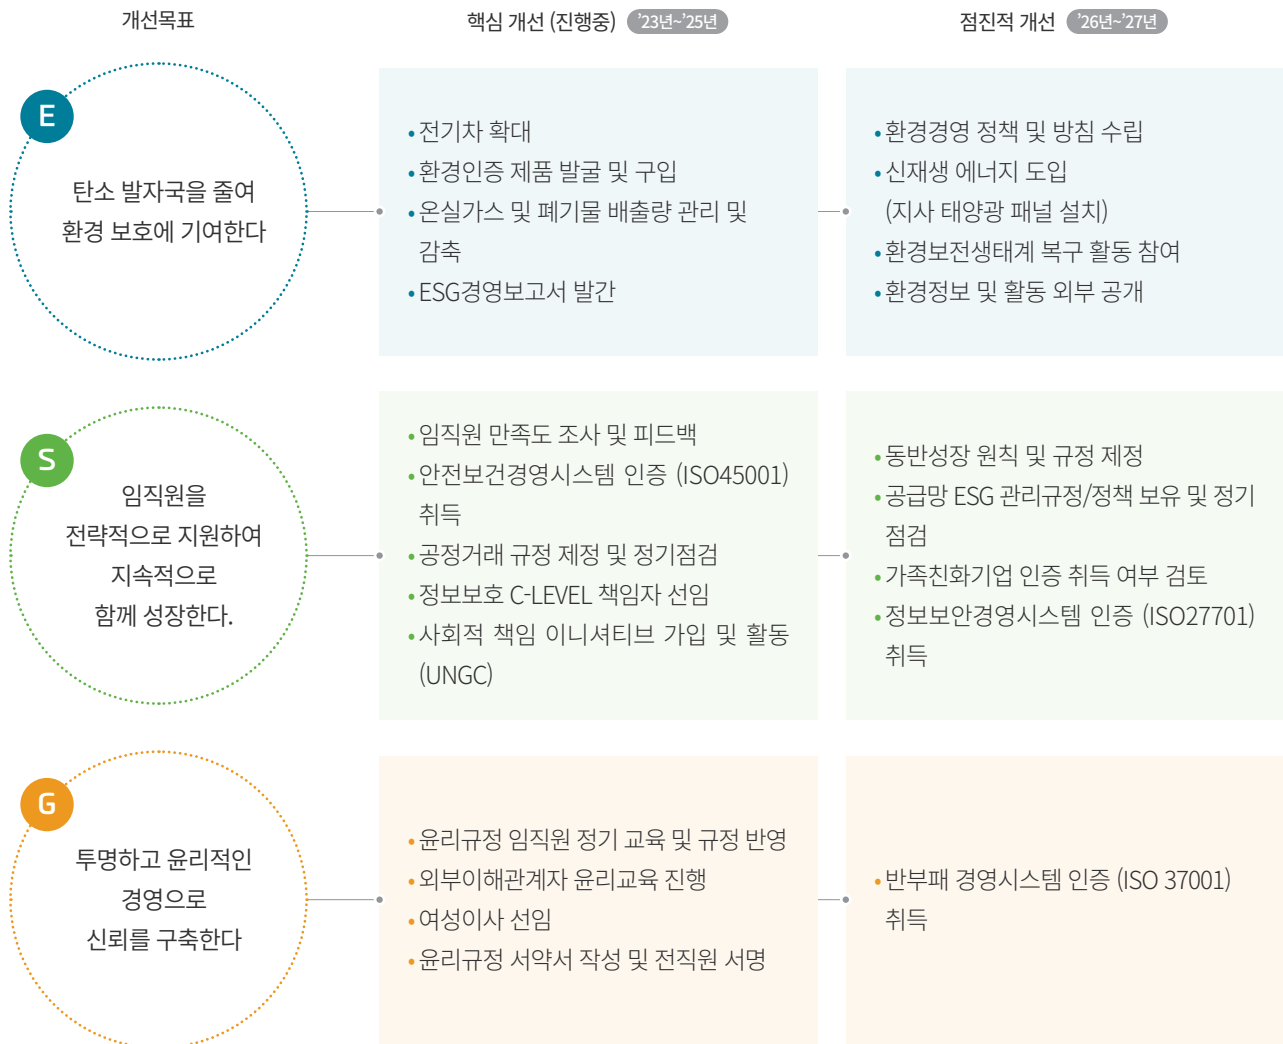 개선목표
핵심 개선 (진행중) ’23년~’25년
점진적 개선 ’26년~’27년
E
탄소 발자국을 줄여
환경 보호에 기여한다
•전기차 확대
•환경인증 제품 발굴 및 구입
•온실가스 및 폐기물 배출량 관리 및
감축
•ESG경영보고서 발간
•환경경영 정책 및 방침 수립
•신재생 에너지 도입
(지사 태양광 패널 설치)
•환경보전생태계 복구 활동 참여
•환경정보 및 활동 외부 공개
S
임직원을
전략적으로 지원하여
지속적으로
함께 성장한다.
•임직원 만족도 조사 및 피드백
•안전보건경영시스템 인증 (ISO45001)
취득
•공정거래 규정 제정 및 정기점검
•정보보호 C-LEVEL 책임자 선임
•사회적 책임 이니셔티브 가입 및 활동
(UNGC)
•동반성장 원칙 및 규정 제정
•공급망 ESG 관리규정/정책 보유 및 정기
점검
•가족친화기업 인증 취득 여부 검토
•정보보안경영시스템 인증 (ISO27701)
취득
G
투명하고 윤리적인
경영으로
신뢰를 구축한다
•윤리규정 임직원 정기 교육 및 규정 반영
•외부이해관계자 윤리교육 진행
•여성이사 선임
•윤리규정 서약서 작성 및 전직원 서명
•반부패 경영시스템 인증 (ISO 37001)
취득